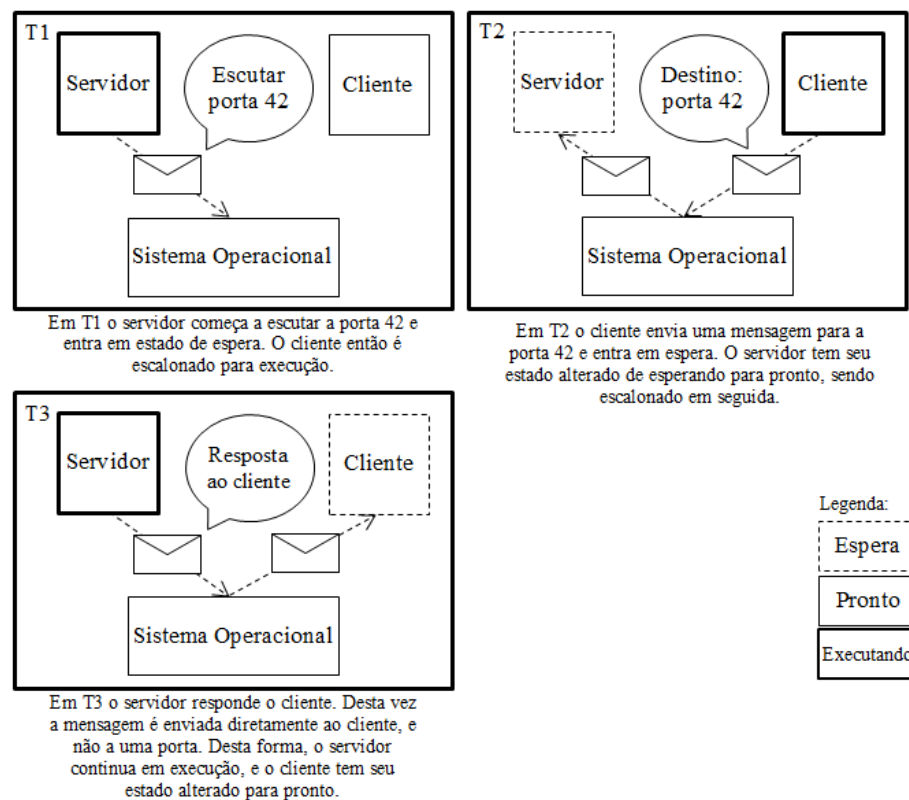 T1
Servidor
Escutar
porta 42
Cliente
Sistema Operacional
Em T1 o servidor começa a escutar a porta 42 e
entra em estado de espera. O cliente então é
escalonado para execução.
T2
Servidor
Destino:
porta 42
Cliente
Sistema Operacional
Em T2 o cliente envia uma mensagem para a
porta 42 e entra em espera. O servidor tem seu
estado alterado de esperando para pronto, sendo
escalonado em seguida.
T3
Servidor
Resposta
ao cliente
Cliente
Sistema Operacional
Em T3 o servidor responde o cliente. Desta vez
a mensagem é enviada diretamente ao cliente, e
não a uma porta. Desta forma, o servidor
continua em execução, e o cliente tem seu
estado alterado para pronto.
Legenda:
Espera
Pronto
Executando